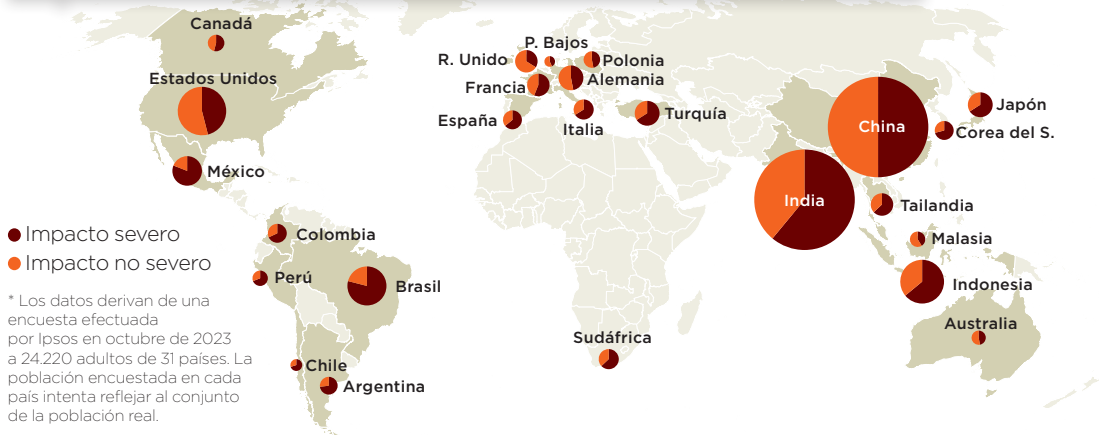 Canadá
Estados Unidos
México
P. Bajos
R. Unido
Polonia
Francia
Alemania
España
Italia
Turquía
China
Japón
Corea del S.
India
Tailandia
Malasia
Indonesia
Australia
Sudáfrica
Colombia
Perú
Brasil
Chile
Argentina
Impacto severo
Impacto no severo
* Los datos derivan de una
encuesta efectuada
por Ipsos en octubre de 2023
a 24.220 adultos de 31 países. La
población encuestada en cada
país intenta reflejar al conjunto
de la población real.